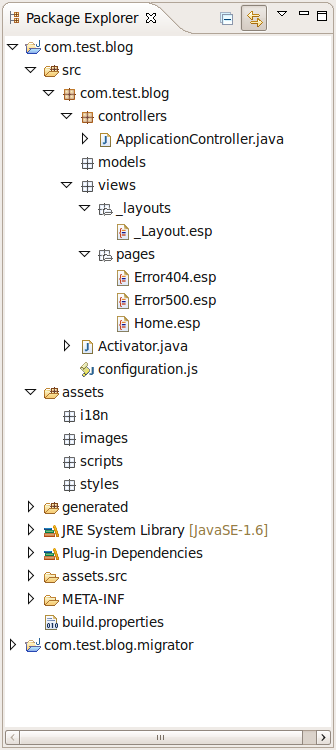 Package Explorer
com.test.blog
src
com.test.blog
controllers
ApplicationController.java
models
views
_layouts
_Layout.esp
pages
Error404.esp
Error500.esp
Home.esp
Activator.java
configuration.js
assets
i18n
images
scripts
styles
generated
JRE System Library [JavaSE-1.6]
Plug-in Dependencies
assets.src
META-INF
build.properties
com.test.blog.migrator